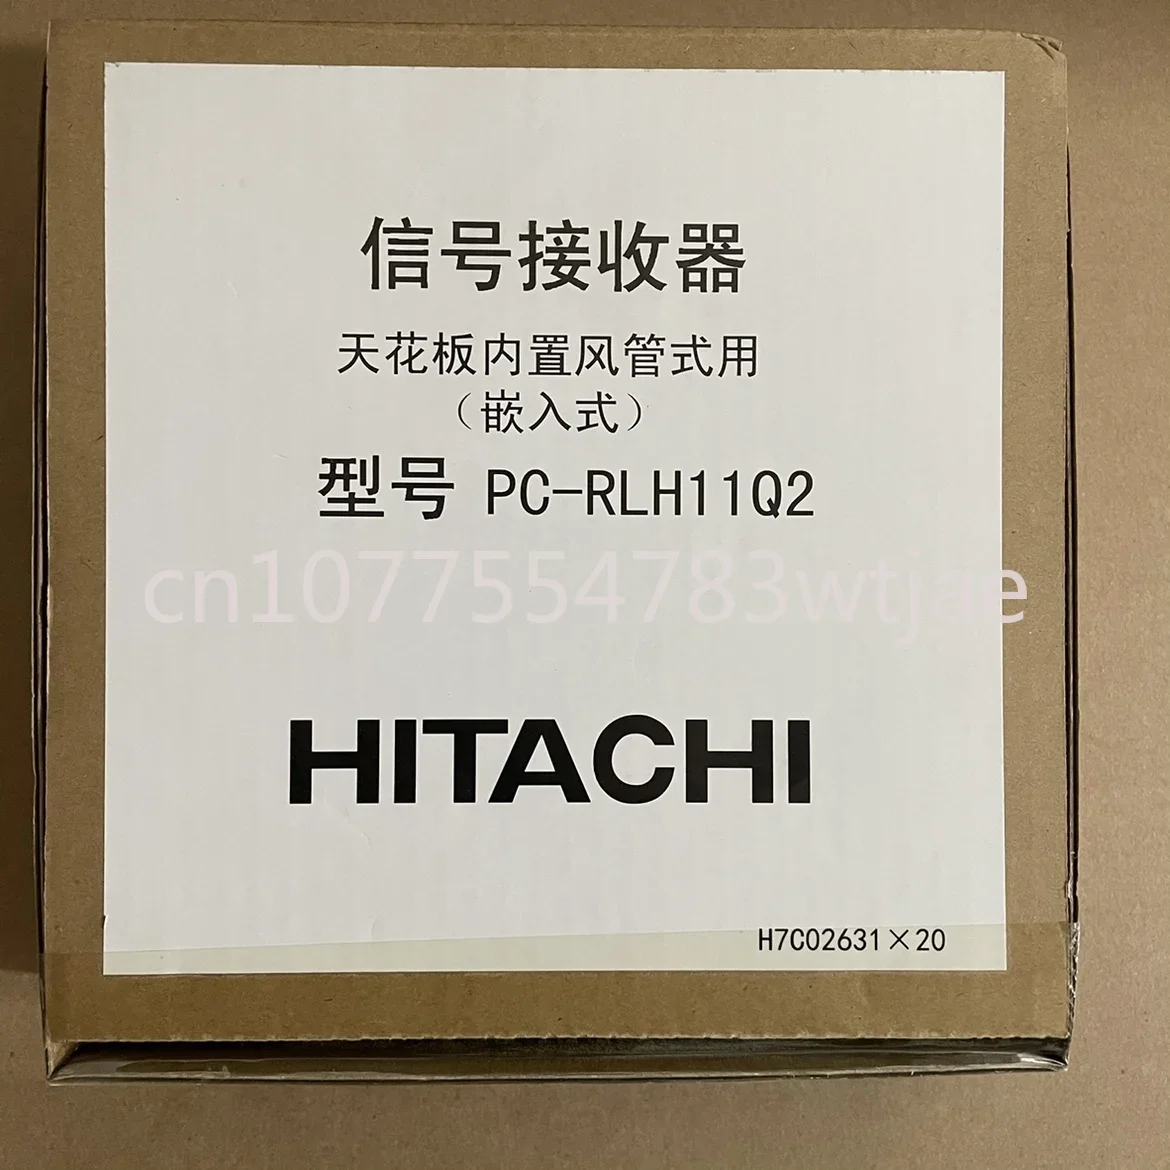 信号接收器
天花板内置风管式用
（嵌入式）
型号 PC-RLH11Q2
cn1077554783wtjae
HITACHI
H7C02631×20